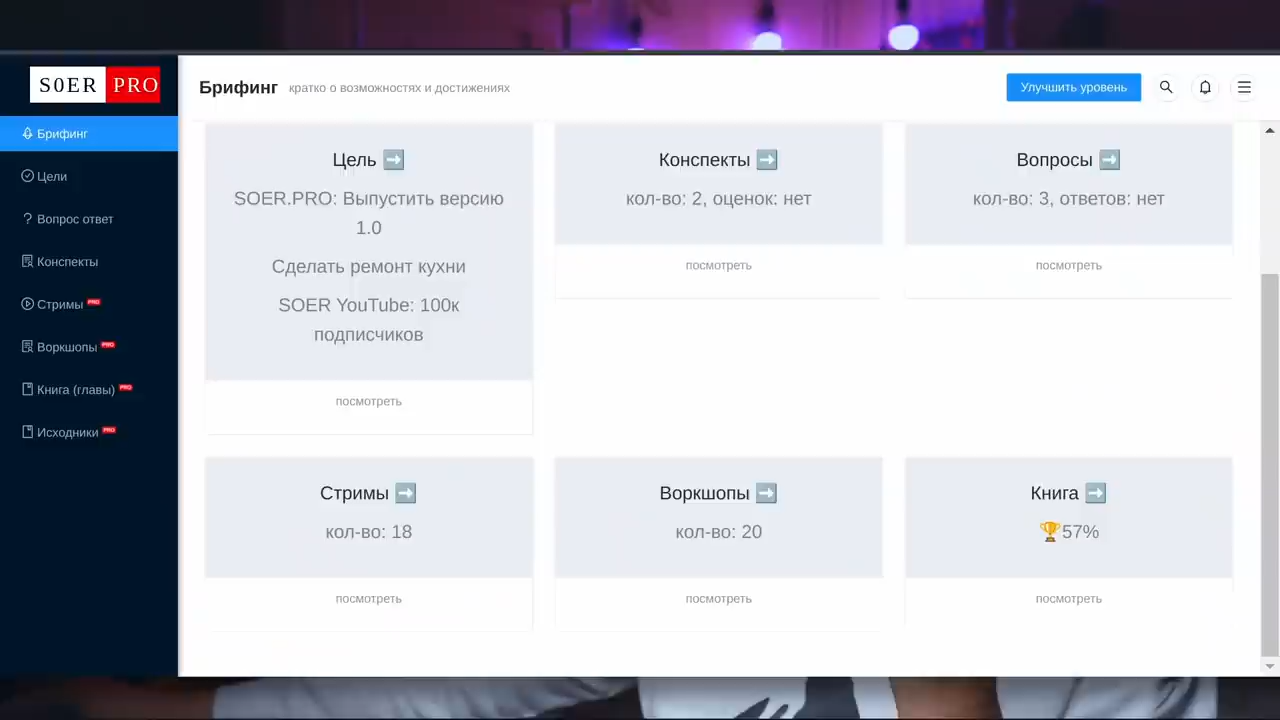 S0ER PRO
Брифинг кратко о возможностях и достижениях
Улучшить уровень
Брифинг
Цели
Вопрос ответ
Конспекты
Стримы PRO
Воркшопы PRO
Книга (главы) PRO
Исходники PRO
Цель ➡️
SOER.PRO: Выпустить версию
1.0
Сделать ремонт кухни
SOER YouTube: 100к
подписчиков
посмотреть
Конспекты ➡️
кол-во: 2, оценок: нет
посмотреть
Вопросы ➡️
кол-во: 3, ответов: нет
посмотреть
Стримы ➡️
кол-во: 18
посмотреть
Воркшопы ➡️
кол-во: 20
посмотреть
Книга ➡️
🏆57%
посмотреть